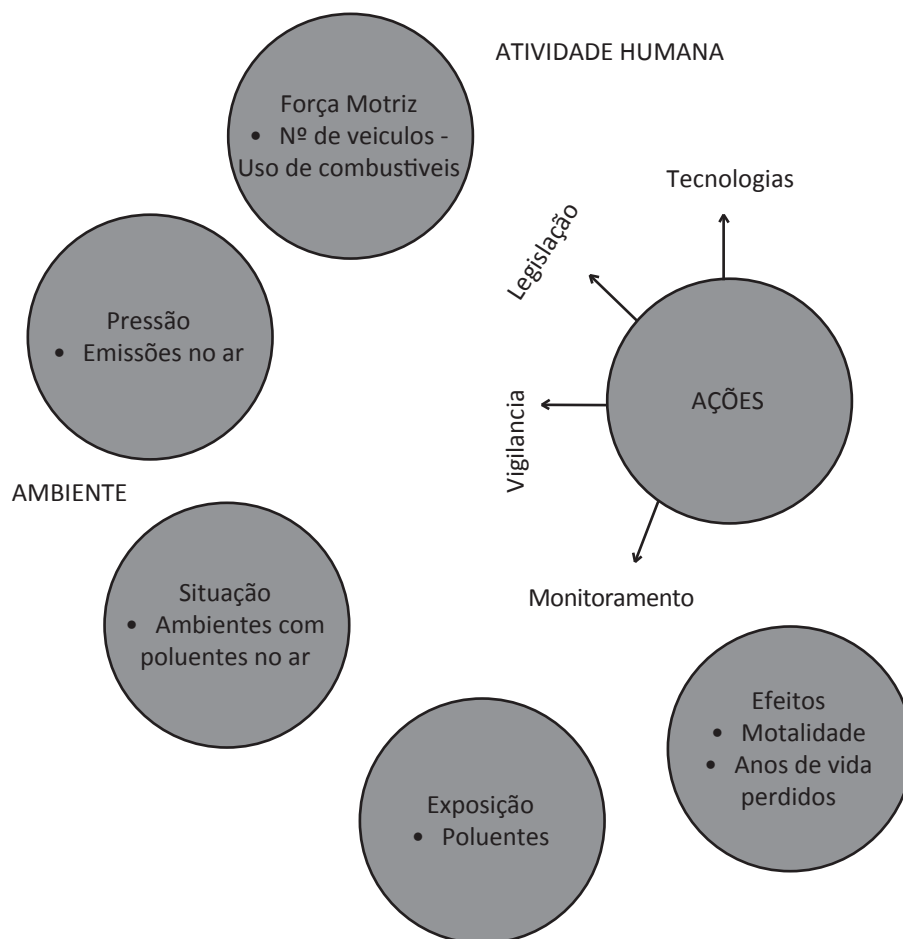 ATIVIDADE HUMANA
Força Motriz
• Nº de veiculos -
Uso de combustíveis
Tecnologias
Legislação
Pressão
• Emissões no ar
AÇÕES
Vigilancia
AMBIENTE
Situação
• Ambientes com
poluentes no ar
Monitoramento
Efeitos
• Motalidade
• Anos de vida
perdidos
Exposição
• Poluentes